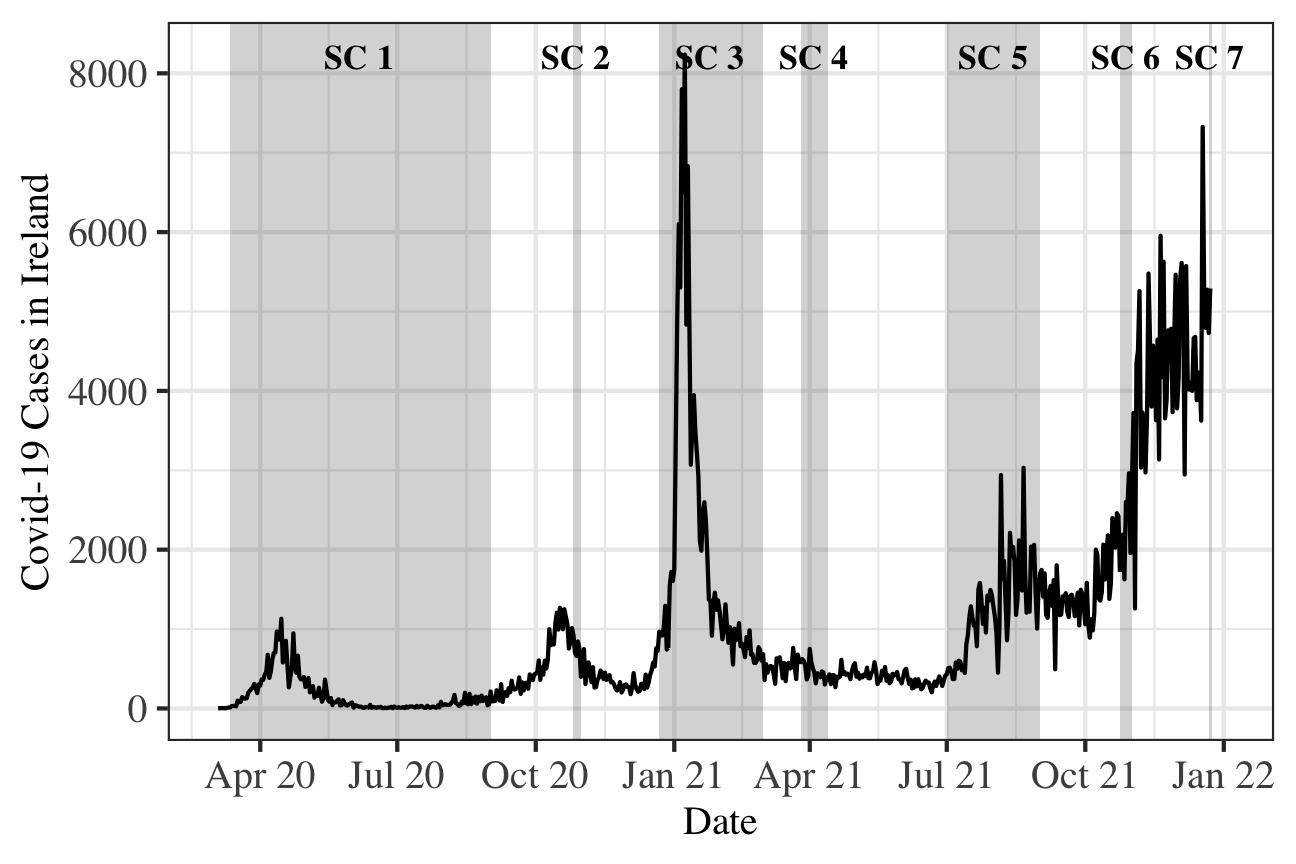 SC 1 SC 2 SC 3 SC 4 SC 5 SC 6 SC 7
8000
6000
4000
2000
0
Covid-19 Cases in Ireland
Apr 20 Jul 20 Oct 20 Jan 21 Apr 21 Jul 21 Oct 21 Jan 22
Date